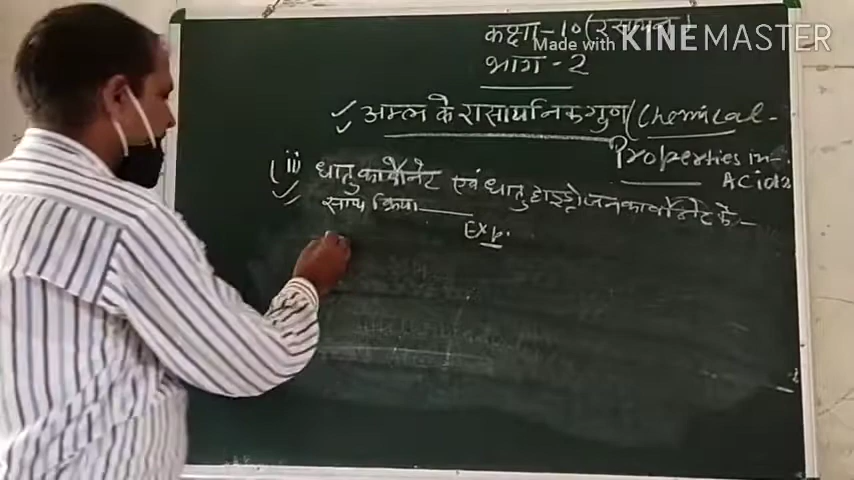 कक्षा-10(रसायन)
Made with KINEMASTER
भाग-2
अम्ल के रासायनिक गुण(Chemical-
Properties in-
Acids
(iii धातु कार्बोनेट एवं धातु हाइड्रोजनकार्बोनेट के-
साथ क्रिया
Exp.